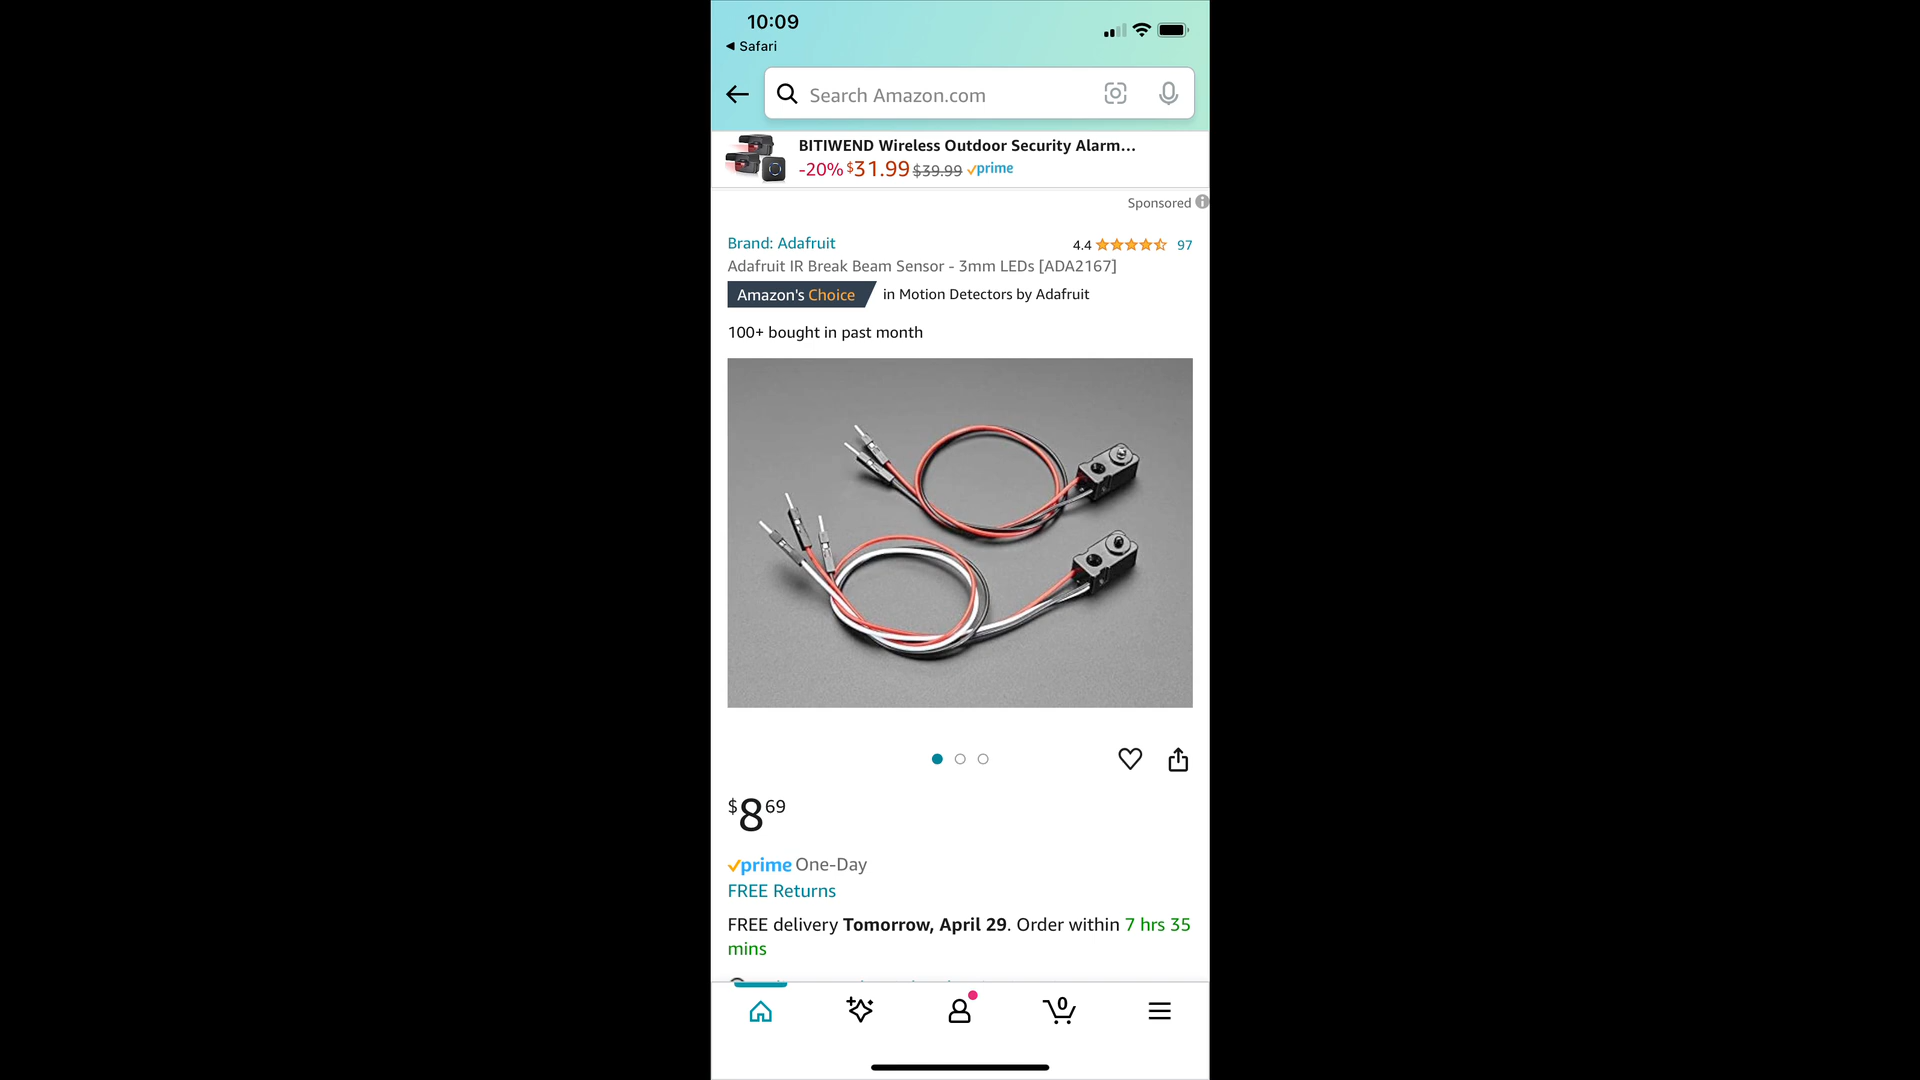 10:09
◀ Safari
Search Amazon.com
BITIWEND Wireless Outdoor Security Alarm...
-20% $31.99 $39.99 prime
Sponsored
Brand: Adafruit 4.4 97
Adafruit IR Break Beam Sensor - 3mm LEDs [ADA2167]
Amazon's Choice in Motion Detectors by Adafruit
100+ bought in past month
$8 69
prime One-Day
FREE Returns
FREE delivery Tomorrow, April 29. Order within 7 hrs 35
mins
0